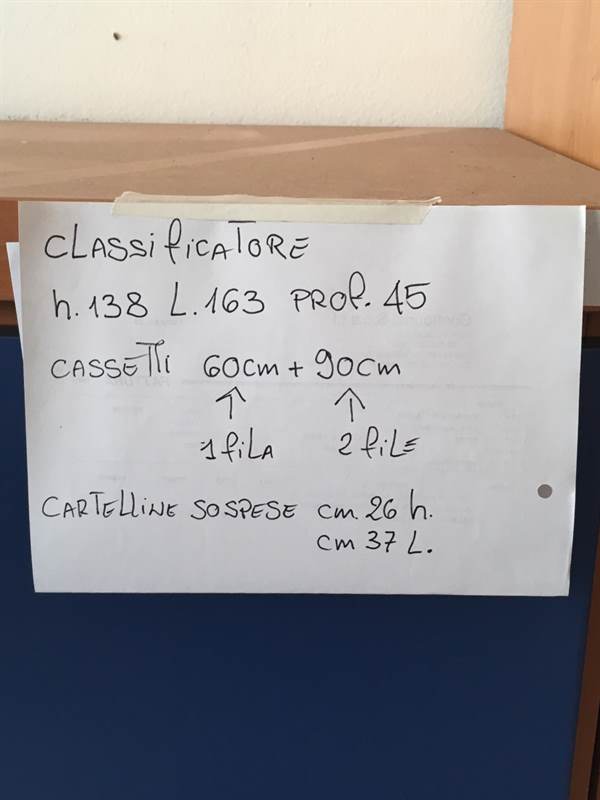 CLASSIFICATORE
h. 138 L. 163 PROF. 45
CASSETTI 60cm + 90cm
1 FILA 2 FILE
CARTELLINE SOSPESE cm. 26 h.
cm 37 L.